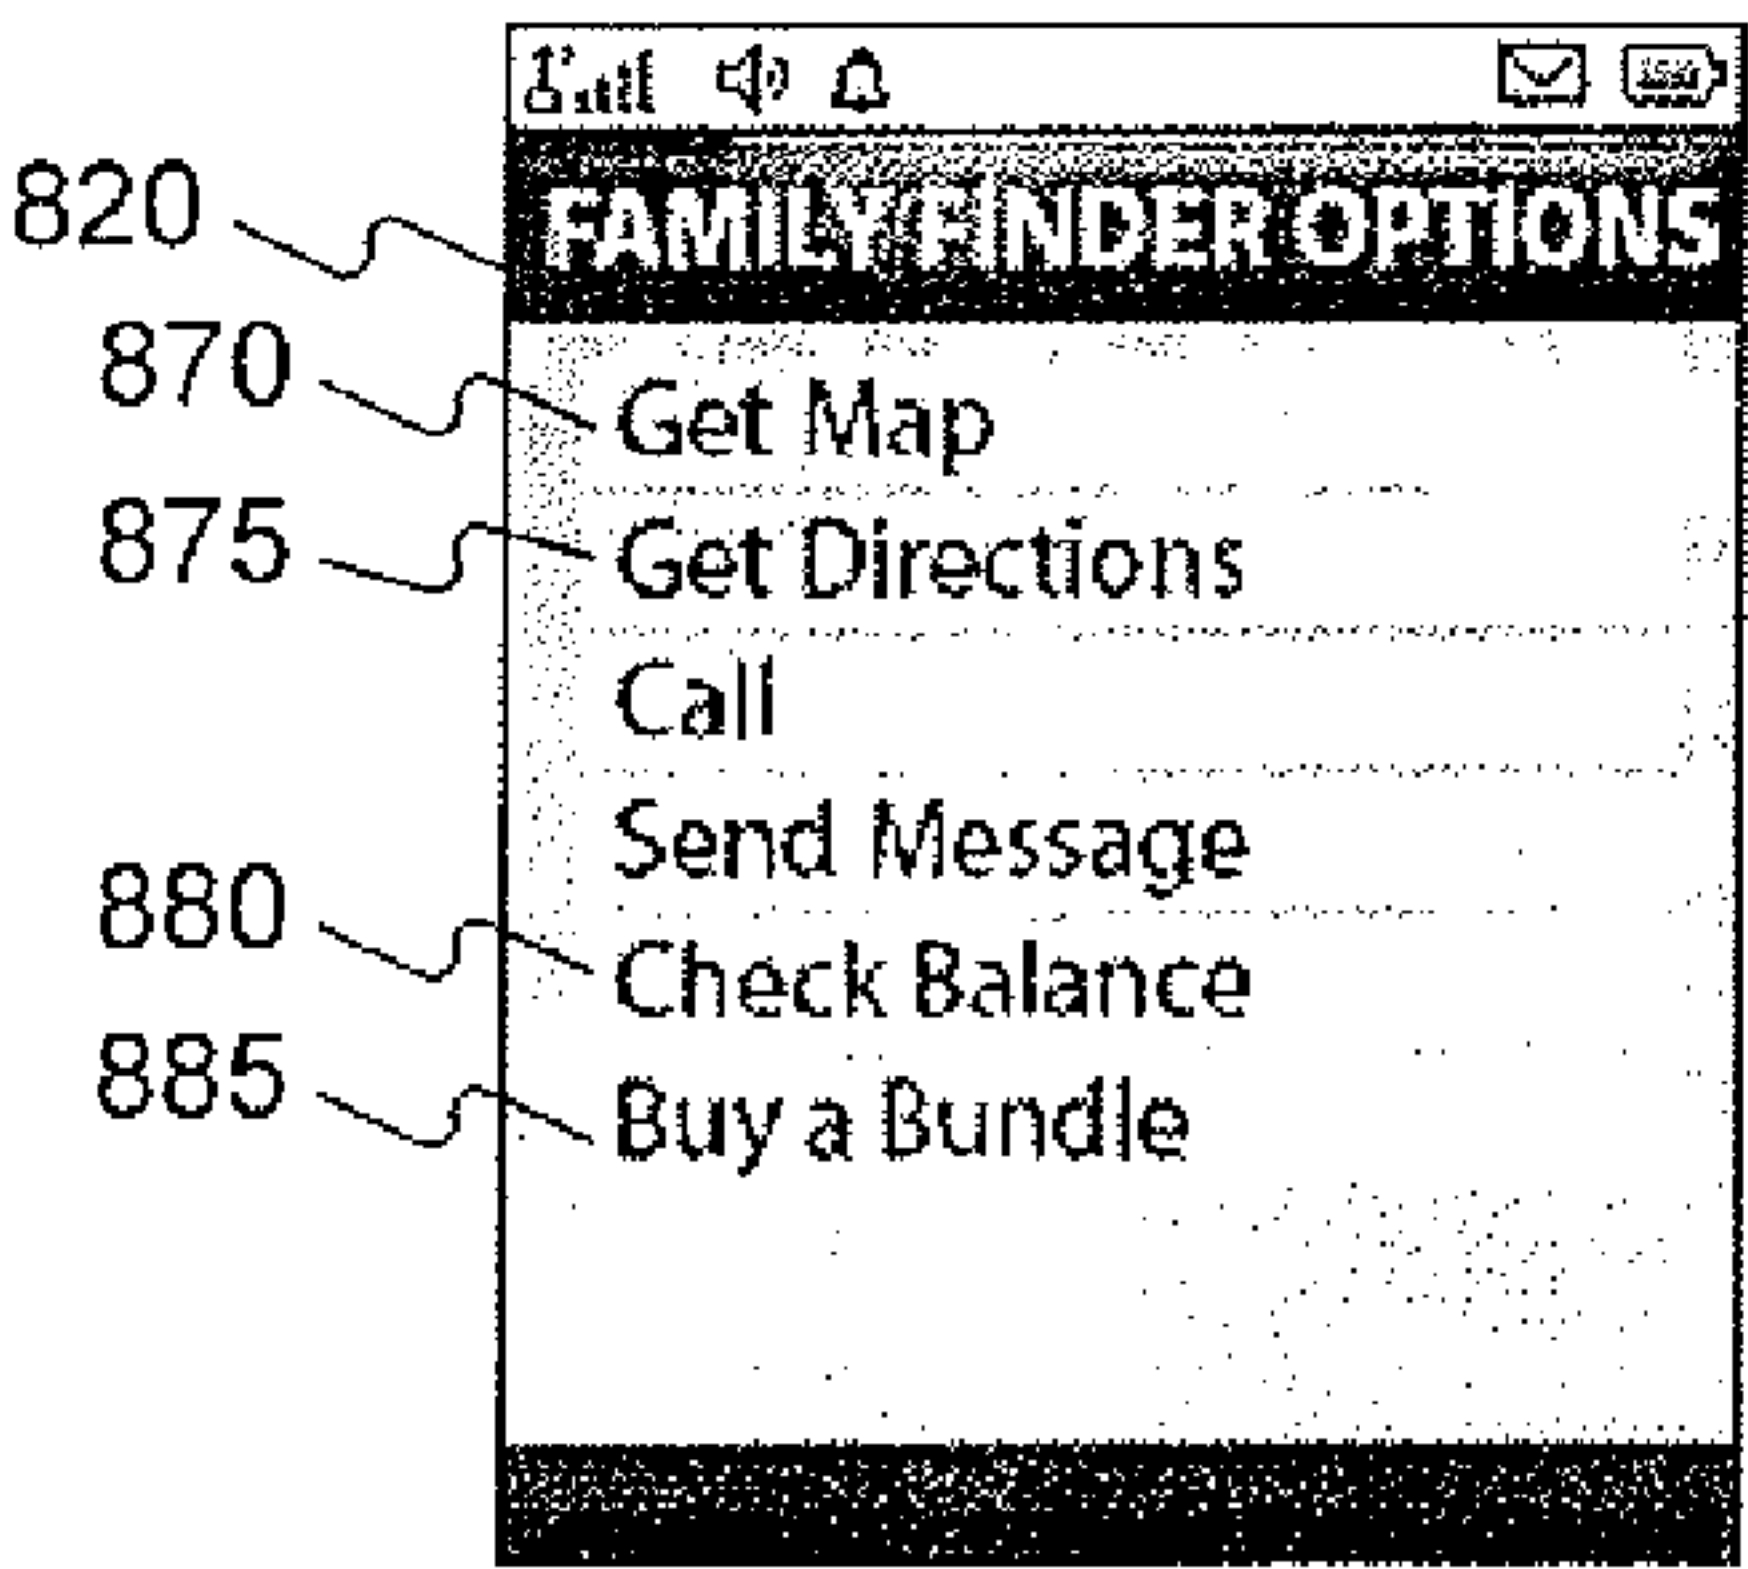 820 FAMILY FINDER OPTIONS
870 Get Map
875 Get Directions
Call
Send Message
880 Check Balance
885 Buy a Bundle